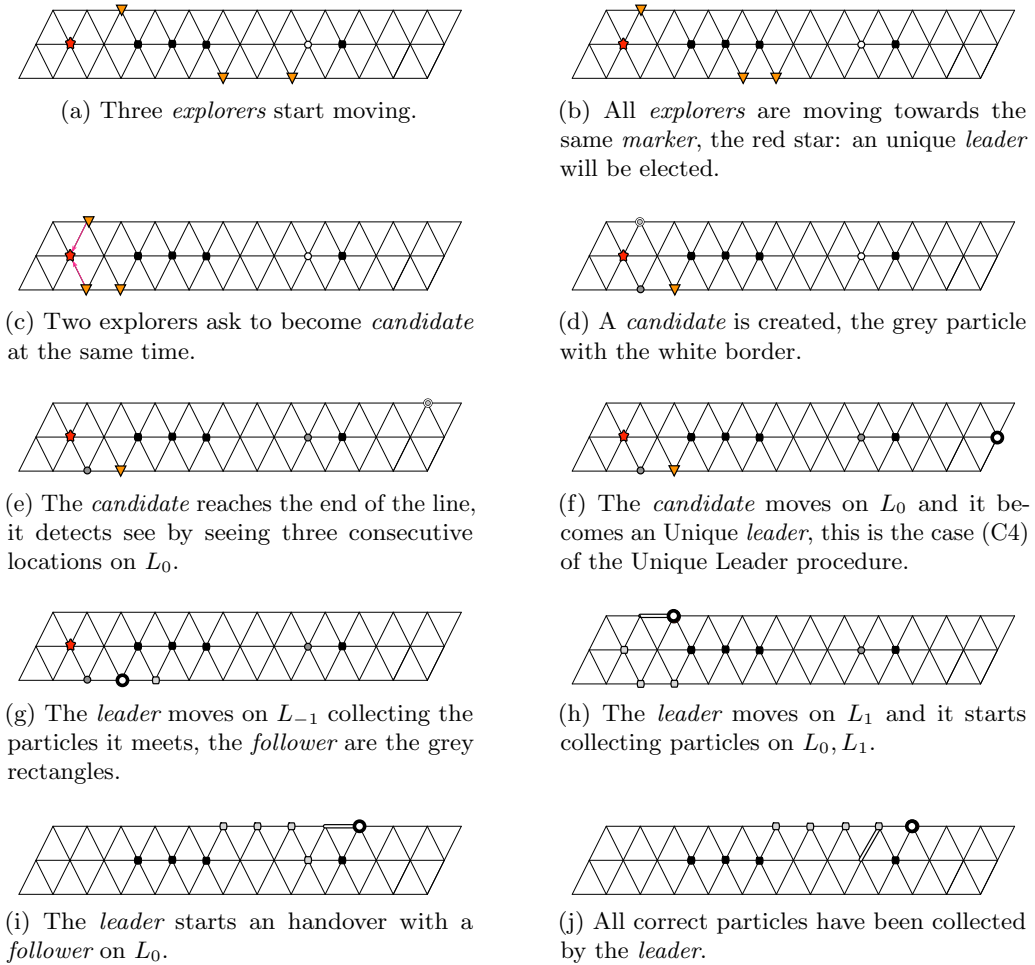 (a) Three explorers start moving.
(b) All explorers are moving towards the
same marker, the red star: an unique leader
will be elected.
(c) Two explorers ask to become candidate
at the same time.
(d) A candidate is created, the grey particle
with the white border.
(e) The candidate reaches the end of the line,
it detects see by seeing three consecutive
locations on L₀.
(f) The candidate moves on L₀ and it be-
comes an Unique leader, this is the case (C4)
of the Unique Leader procedure.
(g) The leader moves on L₋₁ collecting the
particles it meets, the follower are the grey
rectangles.
(h) The leader moves on L₁ and it starts
collecting particles on L₀, L₁.
(i) The leader starts an handover with a
follower on L₀.
(j) All correct particles have been collected
by the leader.